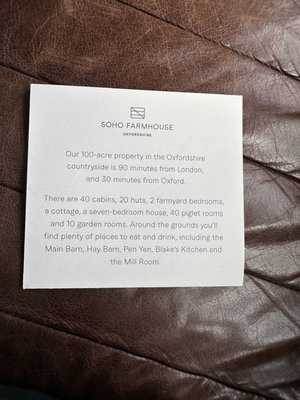 SOHO FARMHOUSE
OXFORDSHIRE
Our 100-acre property in the Oxfordshire
countryside is 90 minutes from London,
and 30 minutes from Oxford.
There are 40 cabins, 20 huts, 2 farmyard bedrooms,
a cottage, a seven-bedroom house, 40 piglet rooms
and 10 garden rooms. Around the grounds you'll
find plenty of places to eat and drink, including the
Main Barn, Hay Barn, Pen Yen, Blake's Kitchen and
the Mill Room.